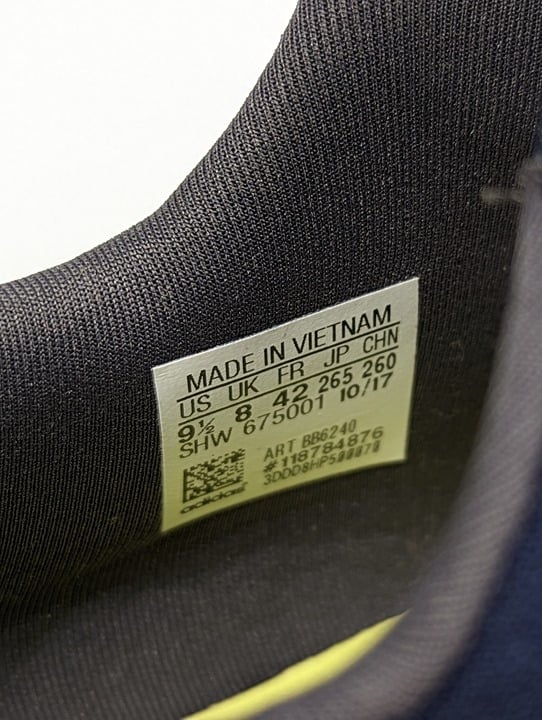 MADE IN VIETNAM
US UK FR JP CHN
9½ 8 42 265 260
SHW 675001 10/17
ART BB6240
#118784876
adidas